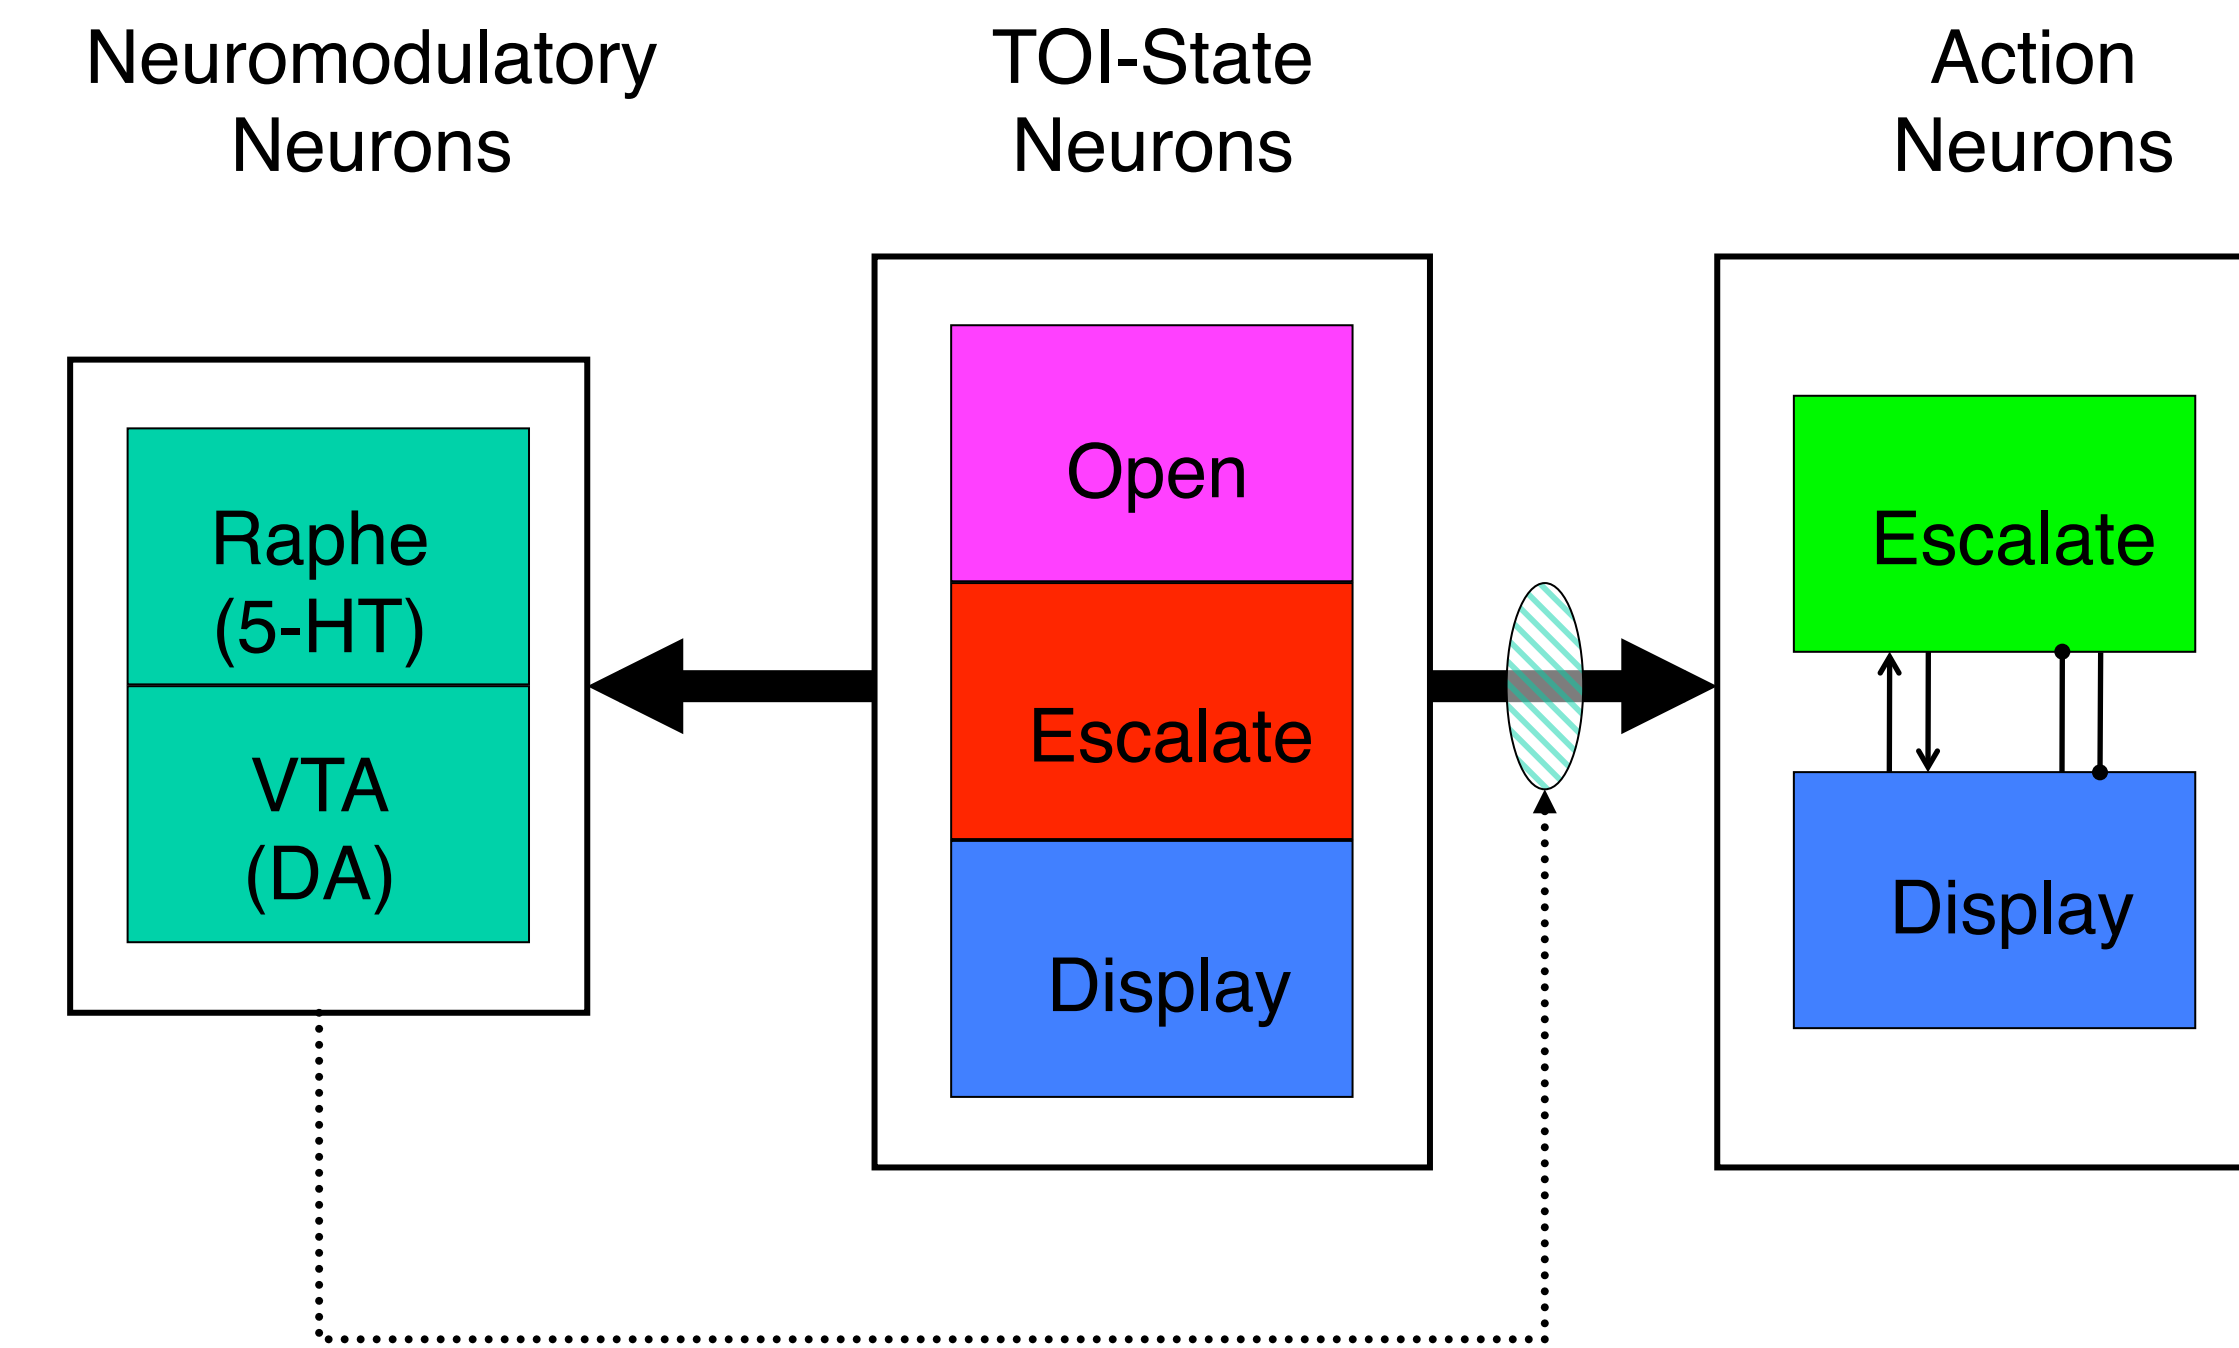 Neuromodulatory
Neurons
TOI-State
Neurons
Action
Neurons
Raphe
(5-HT)
VTA
(DA)
Open
Escalate
Display
Escalate
Display